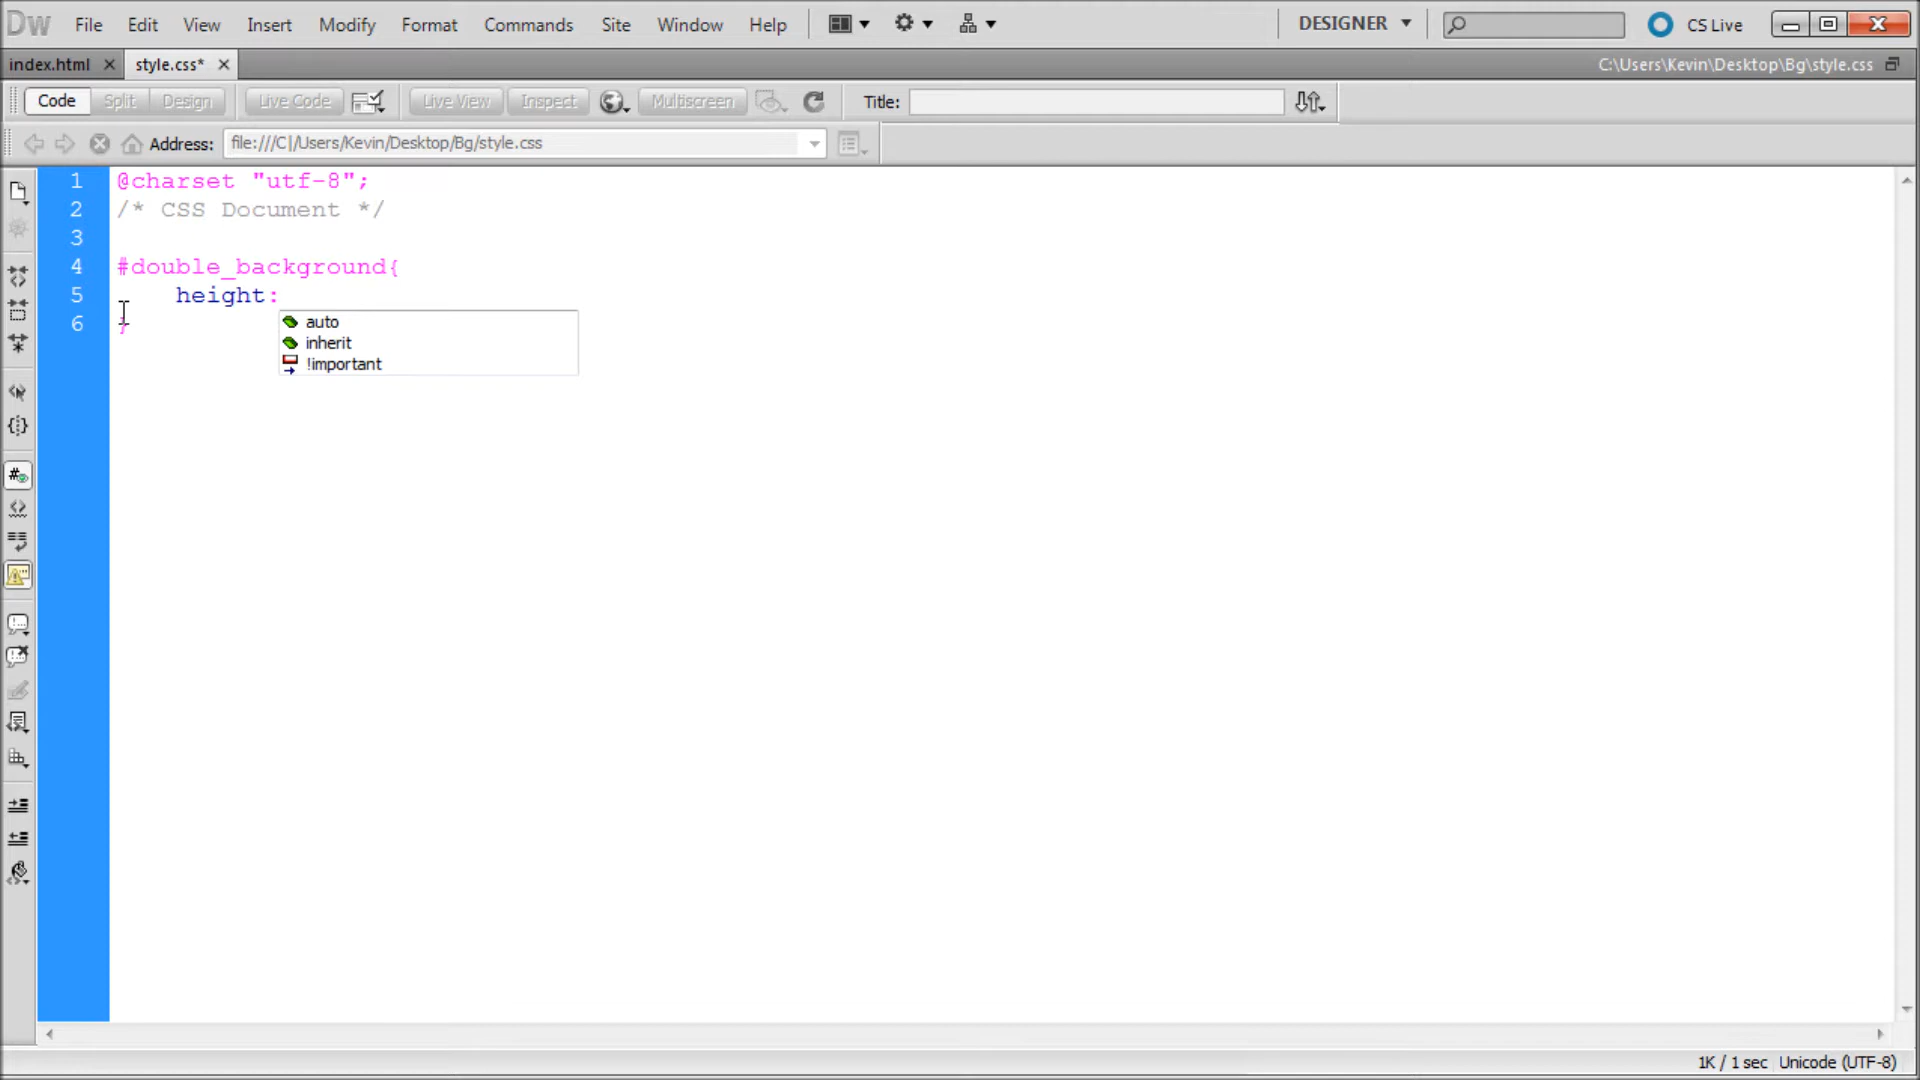 Dw File Edit View Insert Modify Format Commands Site Window Help DESIGNER CS Live
index.html style.css* C:\Users\Kevin\Desktop\Bg\style.css
Code Split Design Live Code Live View Inspect Multiscreen Title:
Address: file:///C|/Users/Kevin/Desktop/Bg/style.css
1 @charset "utf-8";
2 /* CSS Document */
3
4 #double_background{
5 height:
6 }
auto
inherit
!important
1K / 1 sec Unicode (UTF-8)